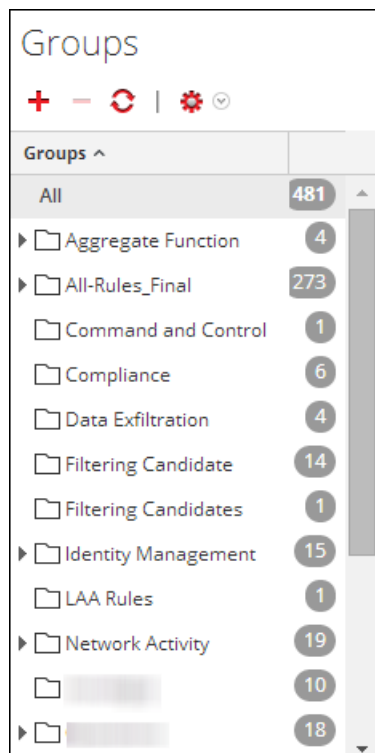 Groups
Groups
All 481
Aggregate Function 4
All-Rules_Final 273
Command and Control 1
Compliance 6
Data Exfiltration 4
Filtering Candidate 14
Filtering Candidates 1
Identity Management 15
LAA Rules 1
Network Activity 19
10
18